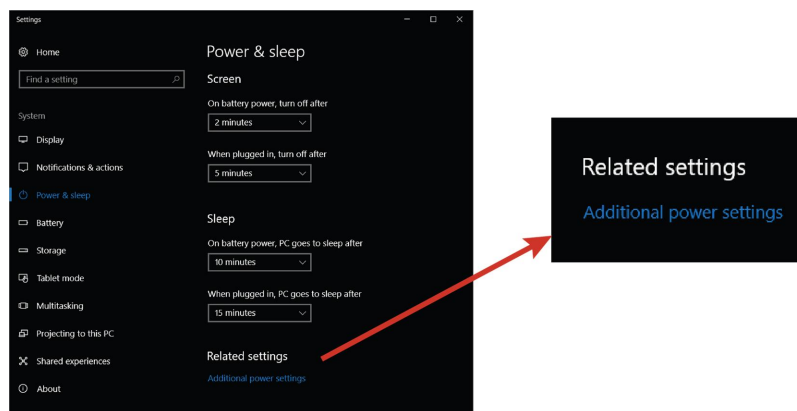 Settings
Home
Find a setting
System
Display
Notifications & actions
Power & sleep
Battery
Storage
Tablet mode
Multitasking
Projecting to this PC
Shared experiences
About
Power & sleep
Screen
On battery power, turn off after
2 minutes
When plugged in, turn off after
5 minutes
Sleep
On battery power, PC goes to sleep after
10 minutes
When plugged in, PC goes to sleep after
15 minutes
Related settings
Additional power settings
Related settings
Additional power settings